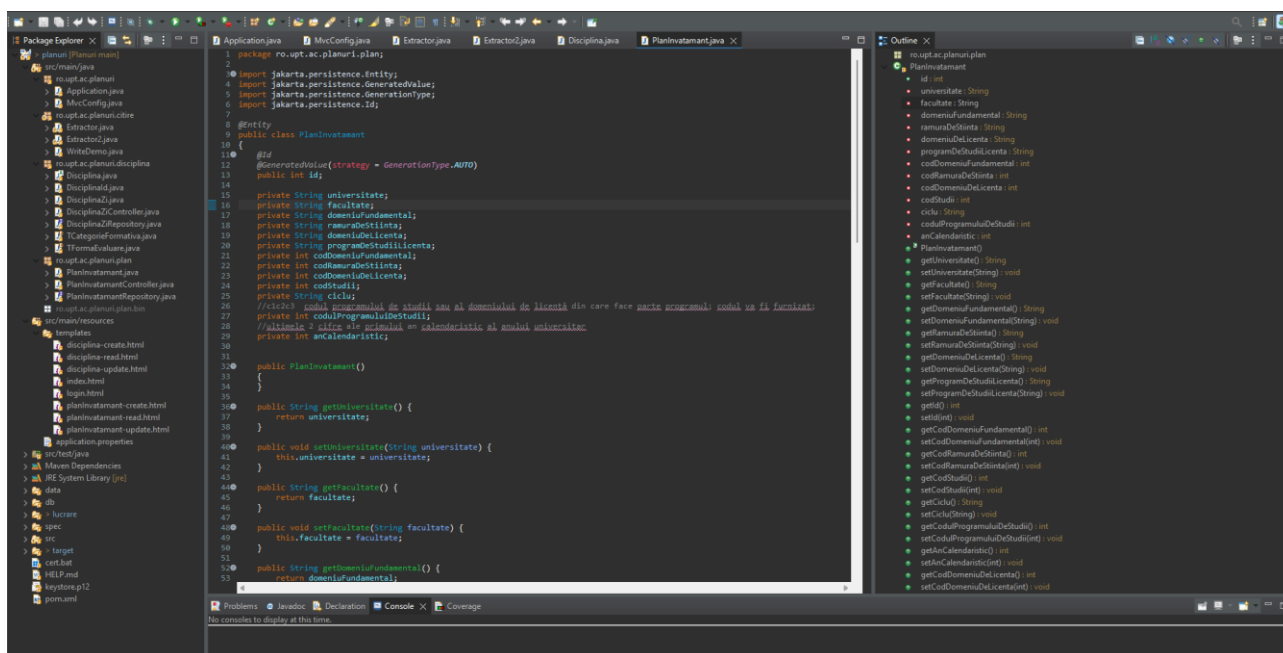 Package Explorer
Application.java
MvcConfig.java
Extractor.java
Extractor2.java
Disciplina.java
PlanInvatamant.java
Outline
> planuri [Planuri main]
src/main/java
ro.upt.ac.planuri
Application.java
MvcConfig.java
ro.upt.ac.planuri.citire
Extractor.java
Extractor2.java
WriteDemo.java
ro.upt.ac.planuri.disciplina
Disciplina.java
DisciplinaId.java
DisciplinaZi.java
DisciplinaZiController.java
DisciplinaZiRepository.java
TCategorieFormativa.java
TFormaEvaluare.java
ro.upt.ac.planuri.plan
PlanInvatamant.java
PlanInvatamantController.java
PlanInvatamantRepository.java
ro.upt.ac.planuri.plan.bin
src/main/resources
templates
disciplina-create.html
disciplina-read.html
disciplina-update.html
index.html
login.html
planInvatamant-create.html
planInvatamant-read.html
planInvatamant-update.html
application.properties
src/test/java
Maven Dependencies
JRE System Library [jre]
data
db
> lucrare
spec
src
> target
cert.bat
HELP.md
keystore.p12
pom.xml
1 package ro.upt.ac.planuri.plan;
2
3 import jakarta.persistence.Entity;
4 import jakarta.persistence.GeneratedValue;
5 import jakarta.persistence.GenerationType;
6 import jakarta.persistence.Id;
7
8 @Entity
9 public class PlanInvatamant
10 {
11 @Id
12 @GeneratedValue(strategy = GenerationType.AUTO)
13 public int id;
14
15 private String universitate;
16 private String facultate;
17 private String domeniuFundamental;
18 private String ramuraDeStiinta;
19 private String domeniuDeLicenta;
20 private String programDeStudiiLicenta;
21 private int codDomeniuFundamental;
22 private int codRamuraDeStiinta;
23 private int codDomeniuDeLicenta;
24 private int codStudii;
25 private String ciclu;
26 //c1c2c3 codul programului de studii sau al domeniului de licentă din care face parte programul; codul va fi furnizat;
27 private int codulProgramuluiDeStudii;
28 //ultimele 2 cifre ale primului an calendaristic al anului universitar
29 private int anCalendaristic;
30
31
32 public PlanInvatamant()
33 {
34 }
35
36 public String getUniversitate() {
37 return universitate;
38 }
39
40 public void setUniversitate(String universitate) {
41 this.universitate = universitate;
42 }
43
44 public String getFacultate() {
45 return facultate;
46 }
47
48 public void setFacultate(String facultate) {
49 this.facultate = facultate;
50 }
51
52 public String getDomeniuFundamental() {
53 return domeniuFundamental;
ro.upt.ac.planuri.plan
PlanInvatamant
id : int
universitate : String
facultate : String
domeniuFundamental : String
ramuraDeStiinta : String
domeniuDeLicenta : String
programDeStudiiLicenta : String
codDomeniuFundamental : int
codRamuraDeStiinta : int
codDomeniuDeLicenta : int
codStudii : int
ciclu : String
codulProgramuluiDeStudii : int
anCalendaristic : int
PlanInvatamant()
getUniversitate() : String
setUniversitate(String) : void
getFacultate() : String
setFacultate(String) : void
getDomeniuFundamental() : String
setDomeniuFundamental(String) : void
getRamuraDeStiinta() : String
setRamuraDeStiinta(String) : void
getDomeniuDeLicenta() : String
setDomeniuDeLicenta(String) : void
getProgramDeStudiiLicenta() : String
setProgramDeStudiiLicenta(String) : void
getId() : int
setId(int) : void
getCodDomeniuFundamental() : int
setCodDomeniuFundamental(int) : void
getCodRamuraDeStiinta() : int
setCodRamuraDeStiinta(int) : void
getCodStudii() : int
setCodStudii(int) : void
getCiclu() : String
setCiclu(String) : void
getCodulProgramuluiDeStudii() : int
setCodulProgramuluiDeStudii(int) : void
getAnCalendaristic() : int
setAnCalendaristic(int) : void
getCodDomeniuDeLicenta() : int
setCodDomeniuDeLicenta(int) : void
Problems
Javadoc
Declaration
Console
Coverage
No consoles to display at this time.